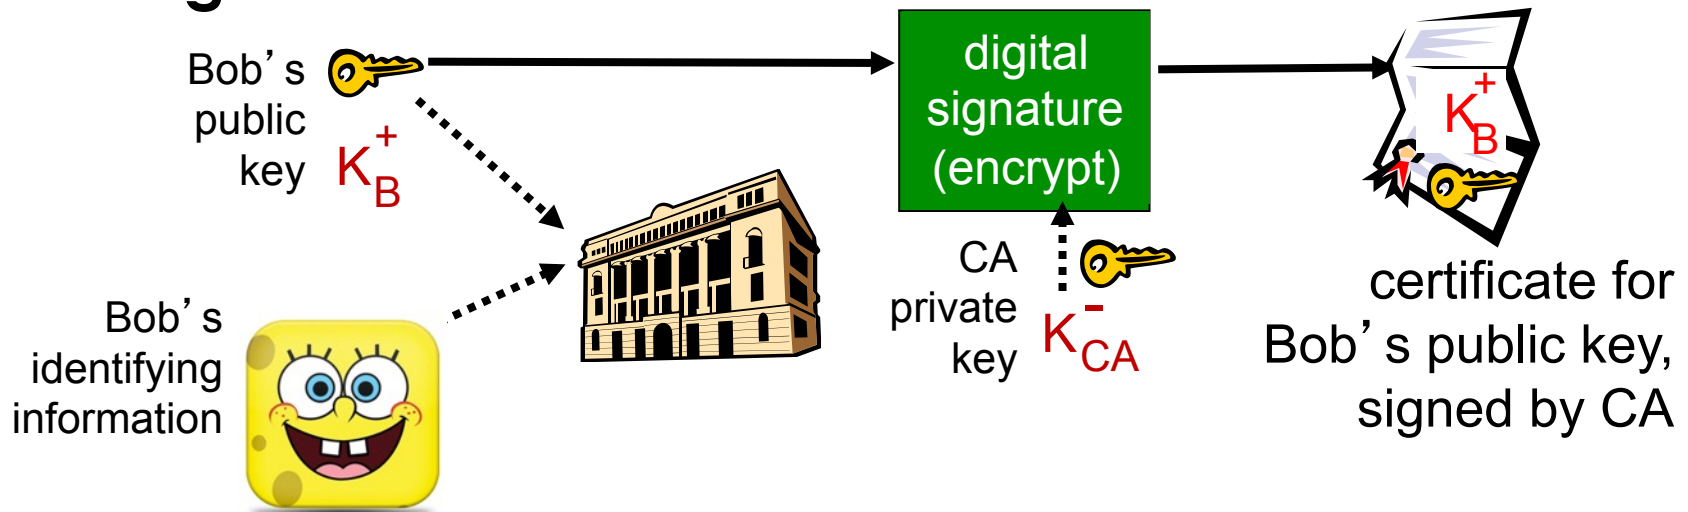 Bob's
public
key
K+B
digital
signature
(encrypt)
K+B
CA
private
key
K-CA
certificate for
Bob's public key,
signed by CA
Bob's
identifying
information